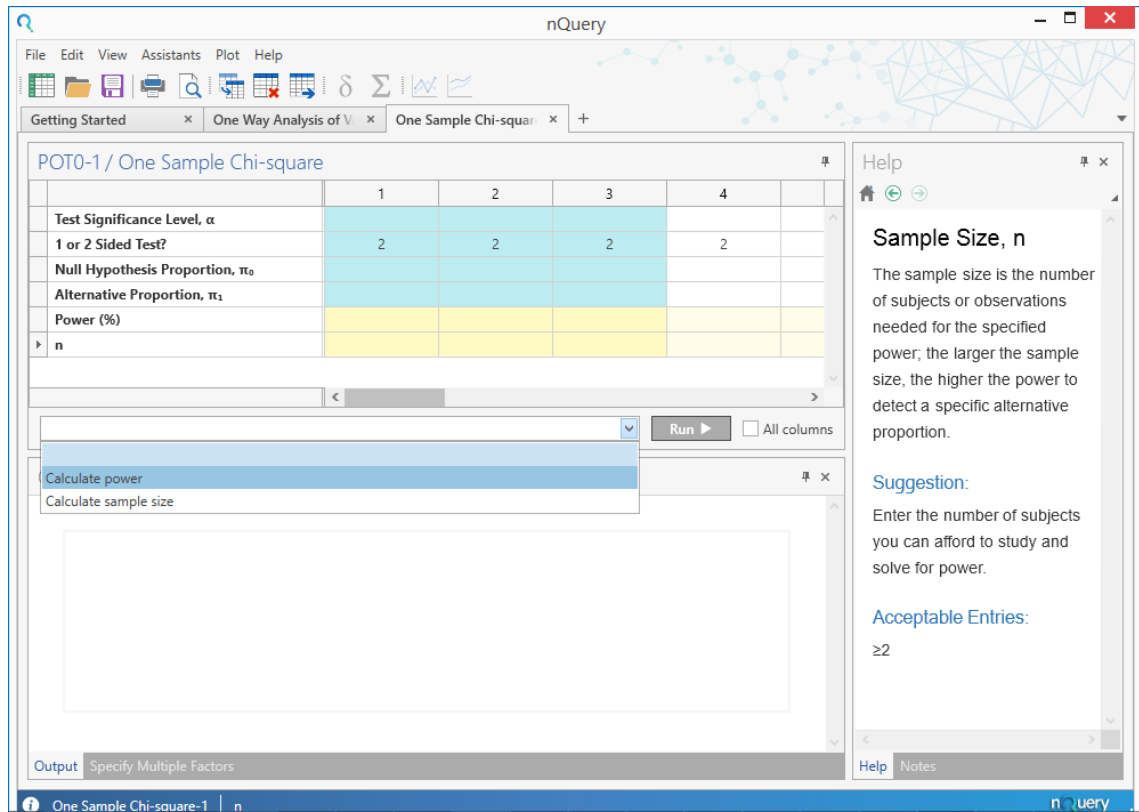 nQuery
File Edit View Assistants Plot Help
δ Σ
Getting Started × One Way Analysis of V × One Sample Chi-squar × +
POT0-1 / One Sample Chi-square
1 2 3 4
Test Significance Level, α
1 or 2 Sided Test? 2 2 2 2
Null Hypothesis Proportion, π₀
Alternative Proportion, π₁
Power (%)
n
Run All columns
Calculate power
Calculate sample size
Output Specify Multiple Factors
Help
Sample Size, n
The sample size is the number
of subjects or observations
needed for the specified
power; the larger the sample
size, the higher the power to
detect a specific alternative
proportion.
Suggestion:
Enter the number of subjects
you can afford to study and
solve for power.
Acceptable Entries:
≥2
Help Notes
One Sample Chi-square-1 | n
nQuery